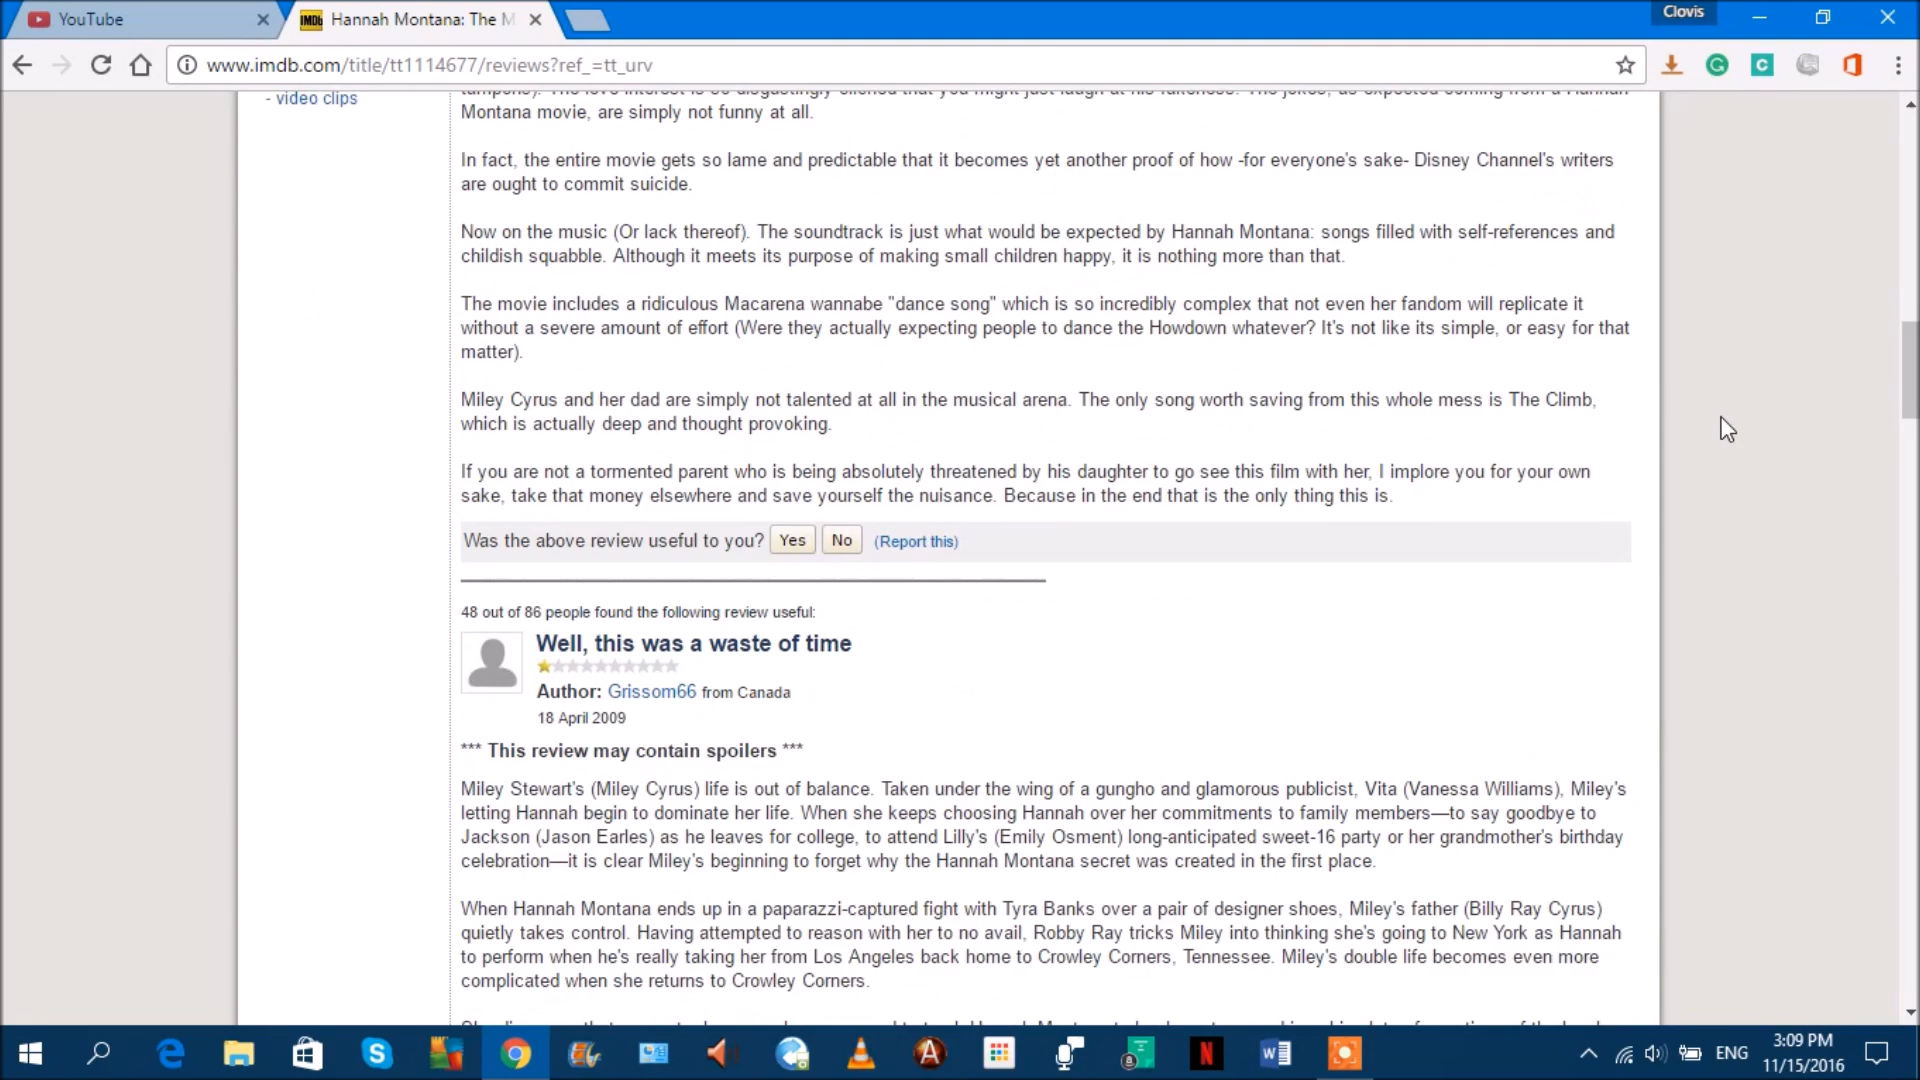 YouTube
IMDb Hannah Montana: The M
Clovis
www.imdb.com/title/tt1114677/reviews?ref_=tt_urv
- video clips
Montana movie, are simply not funny at all.
In fact, the entire movie gets so lame and predictable that it becomes yet another proof of how -for everyone's sake- Disney Channel's writers
are ought to commit suicide.
Now on the music (Or lack thereof). The soundtrack is just what would be expected by Hannah Montana: songs filled with self-references and
childish squabble. Although it meets its purpose of making small children happy, it is nothing more than that.
The movie includes a ridiculous Macarena wannabe "dance song" which is so incredibly complex that not even her fandom will replicate it
without a severe amount of effort (Were they actually expecting people to dance the Howdown whatever? It's not like its simple, or easy for that
matter).
Miley Cyrus and her dad are simply not talented at all in the musical arena. The only song worth saving from this whole mess is The Climb,
which is actually deep and thought provoking.
If you are not a tormented parent who is being absolutely threatened by his daughter to go see this film with her, I implore you for your own
sake, take that money elsewhere and save yourself the nuisance. Because in the end that is the only thing this is.
Was the above review useful to you? Yes No (Report this)
48 out of 86 people found the following review useful:
Well, this was a waste of time
Author: Grissom66 from Canada
18 April 2009
*** This review may contain spoilers ***
Miley Stewart's (Miley Cyrus) life is out of balance. Taken under the wing of a gungho and glamorous publicist, Vita (Vanessa Williams), Miley's
letting Hannah begin to dominate her life. When she keeps choosing Hannah over her commitments to family members—to say goodbye to
Jackson (Jason Earles) as he leaves for college, to attend Lilly's (Emily Osment) long-anticipated sweet-16 party or her grandmother's birthday
celebration—it is clear Miley's beginning to forget why the Hannah Montana secret was created in the first place.
When Hannah Montana ends up in a paparazzi-captured fight with Tyra Banks over a pair of designer shoes, Miley's father (Billy Ray Cyrus)
quietly takes control. Having attempted to reason with her to no avail, Robby Ray tricks Miley into thinking she's going to New York as Hannah
to perform when he's really taking her from Los Angeles back home to Crowley Corners, Tennessee. Miley's double life becomes even more
complicated when she returns to Crowley Corners.
ENG
3:09 PM
11/15/2016